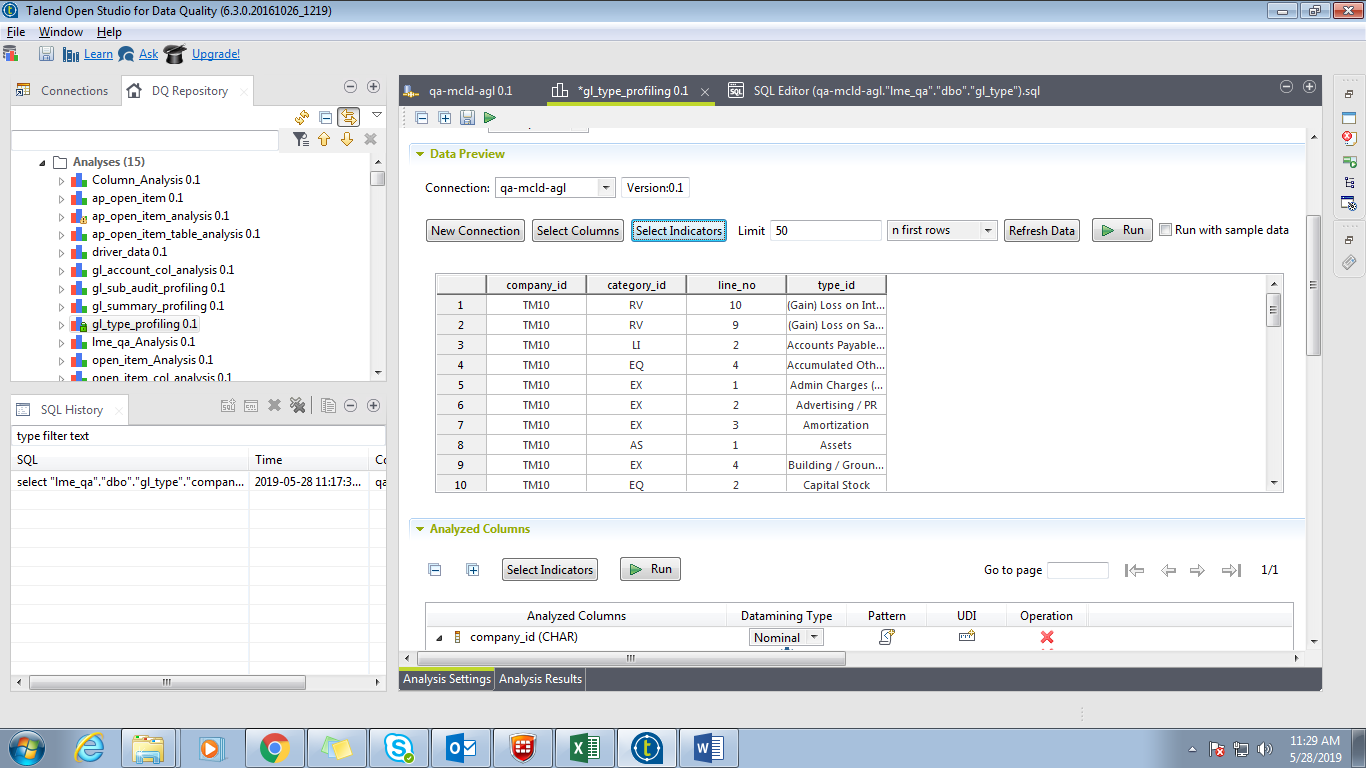 Talend Open Studio for Data Quality (6.3.0.20161026_1219)
File Window Help
Learn Ask Upgrade!
Connections DQ Repository
Analyses (15)
Column_Analysis 0.1
ap_open_item 0.1
ap_open_item_analysis 0.1
ap_open_item_table_analysis 0.1
driver_data 0.1
gl_account_col_analysis 0.1
gl_sub_audit_profiling 0.1
gl_summary_profiling 0.1
gl_type_profiling 0.1
lme_qa_Analysis 0.1
open_item_Analysis 0.1
open_item_col_analysis 0.1
SQL History
type filter text
SQL Time Co
select "lme_qa"."dbo"."gl_type"."compan... 2019-05-28 11:17:3... qa
qa-mcld-agl 0.1 *gl_type_profiling 0.1 SQL Editor (qa-mcld-agl."lme_qa"."dbo"."gl_type").sql
Data Preview
Connection: qa-mcld-agl Version:0.1
New Connection Select Columns Select Indicators Limit 50 n first rows Refresh Data Run Run with sample data
company_id category_id line_no type_id
1 TM10 RV 10 (Gain) Loss on Int...
2 TM10 RV 9 (Gain) Loss on Sa...
3 TM10 LI 2 Accounts Payable...
4 TM10 EQ 4 Accumulated Oth...
5 TM10 EX 1 Admin Charges (...
6 TM10 EX 2 Advertising / PR
7 TM10 EX 3 Amortization
8 TM10 AS 1 Assets
9 TM10 EX 4 Building / Groun...
10 TM10 EQ 2 Capital Stock
Analyzed Columns
Select Indicators Run Go to page 1/1
Analyzed Columns Datamining Type Pattern UDI Operation
company_id (CHAR) Nominal
Analysis Settings Analysis Results
11:29 AM
5/28/2019